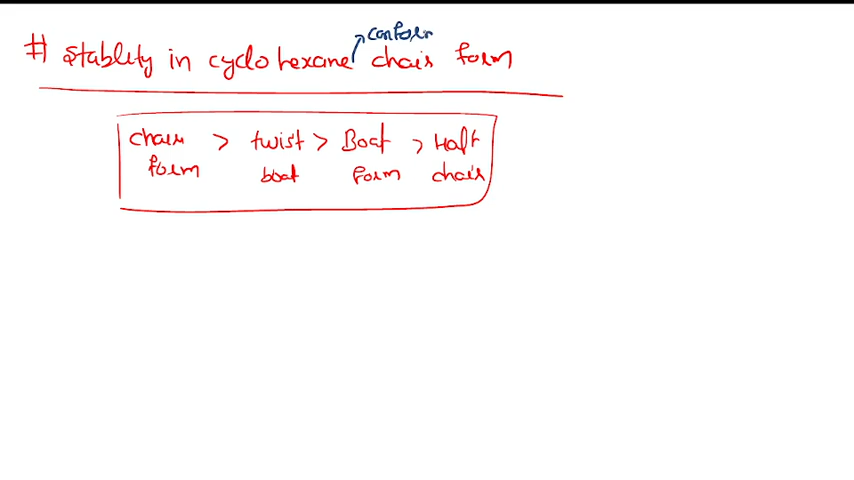 conform
# stablity in cyclohexane chair form
chair > twist > Boat > Half
form boat form chair